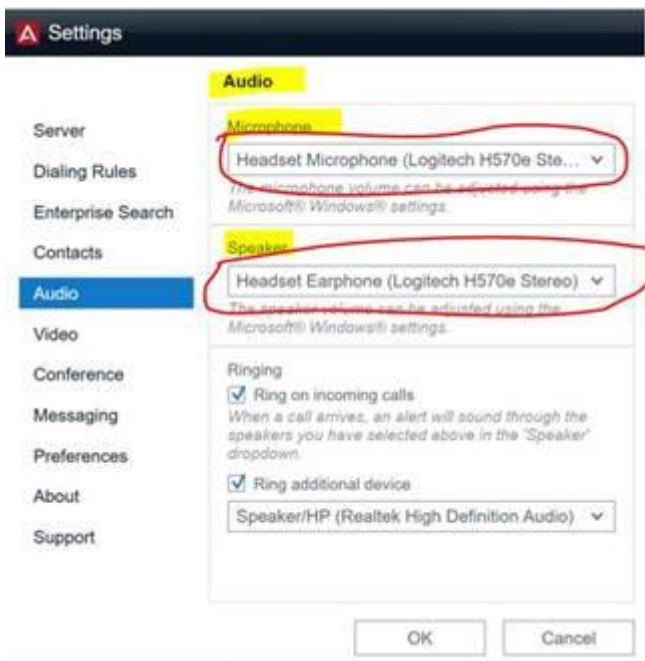 Settings
Audio
Server
Dialing Rules
Enterprise Search
Contacts
Audio
Video
Conference
Messaging
Preferences
About
Support
Microphone
Headset Microphone (Logitech H570e Ste...
The microphone volume can be adjusted using the
Microsoft® Windows® settings.
Speaker
Headset Earphone (Logitech H570e Stereo)
The speaker volume can be adjusted using the
Microsoft® Windows® settings.
Ringing
Ring on incoming calls
When a call arrives, an alert will sound through the
speakers you have selected above in the "Speaker"
dropdown.
Ring additional device
Speaker/HP (Realtek High Definition Audio)
OK
Cancel